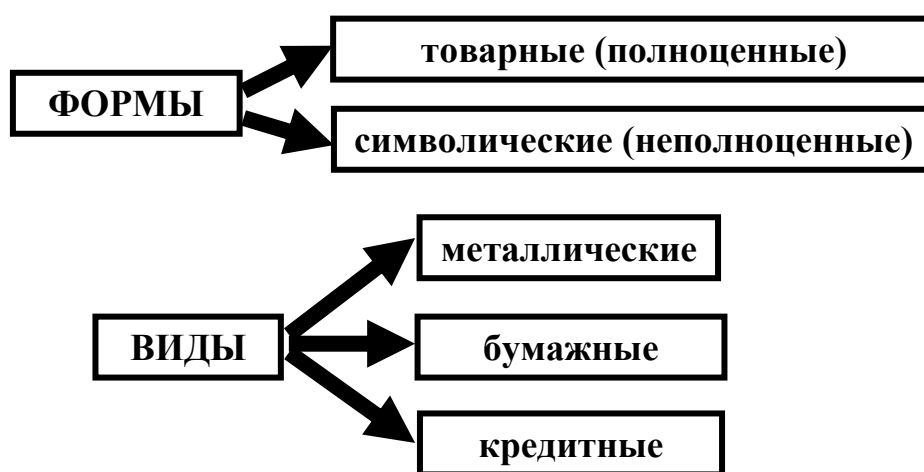 товарные (полноценные)
ФОРМЫ
символические (неполноценные)
металлические
ВИДЫ
бумажные
кредитные